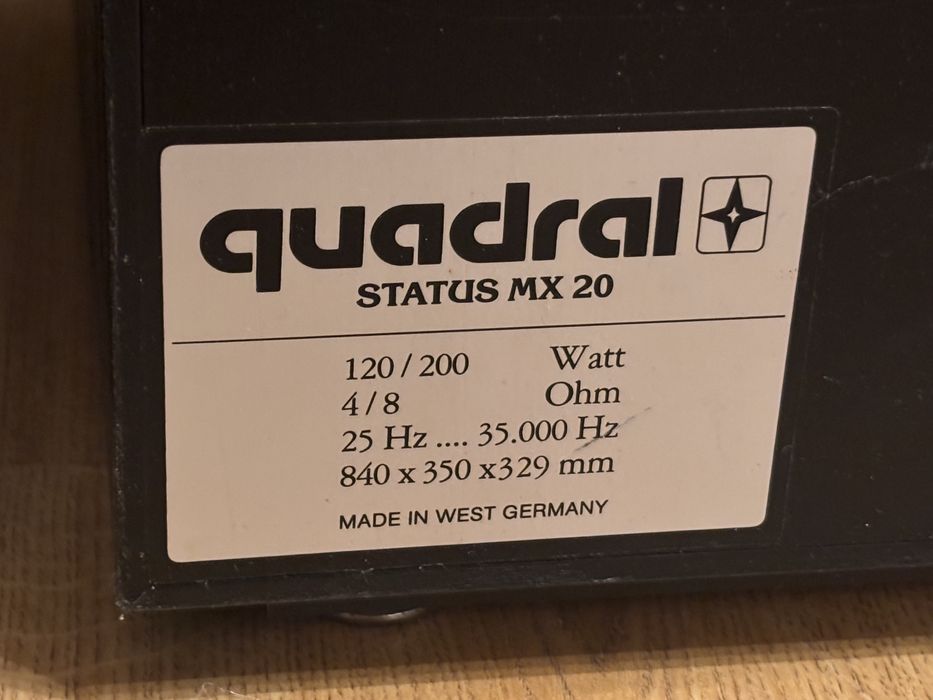 quadral
STATUS MX 20
120 / 200 Watt
4 / 8 Ohm
25 Hz .... 35.000 Hz
840 x 350 x329 mm
MADE IN WEST GERMANY